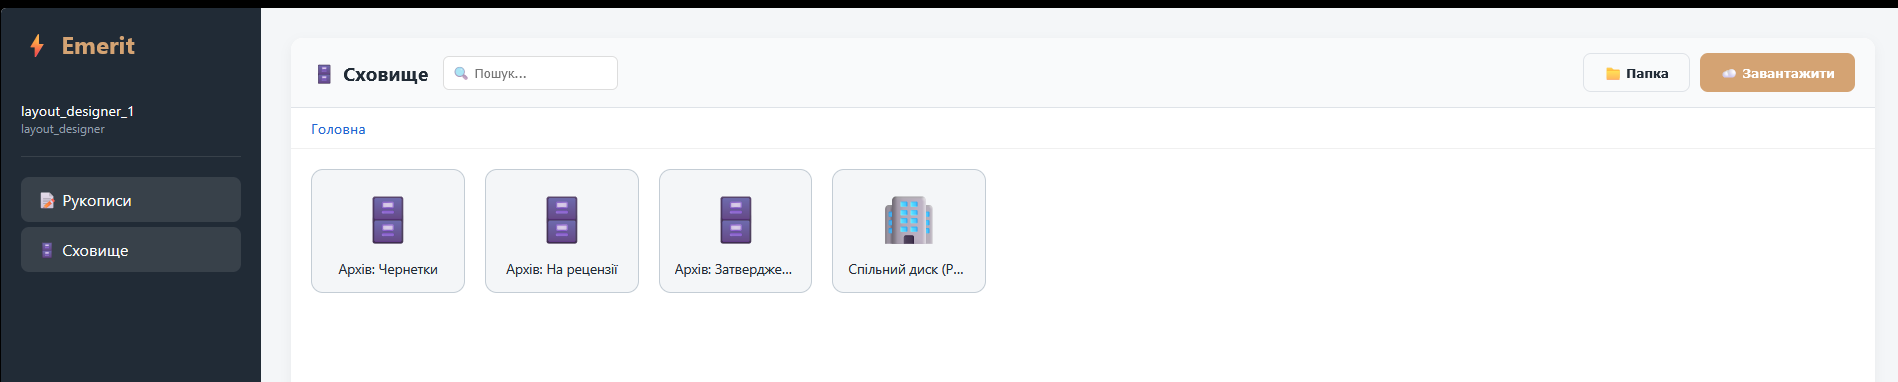 Emerit
layout_designer_1
layout_designer
Рукописи
Сховище
Сховище
Пошук...
Папка
Завантажити
Головна
Архів: Чернетки
Архів: На рецензії
Архів: Затвердже...
Спільний диск (Р...